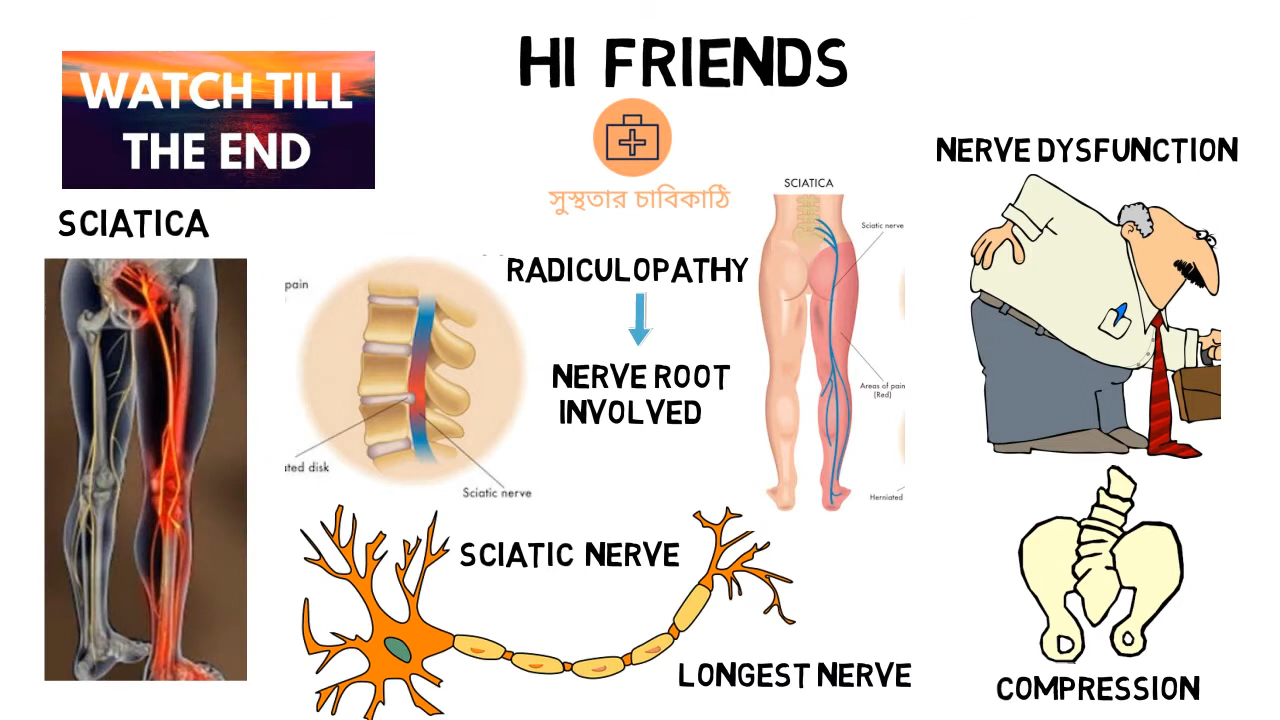 HI FRIENDS
WATCH TILL
THE END
সুস্থতার চাবিকাঠি
NERVE DYSFUNCTION
SCIATICA
SCIATICA
Sciatic nerve
RADICULOPATHY
pain
NERVE ROOT
INVOLVED
Areas of pain
(Red)
ated disk
Sciatic nerve
Herniated
SCIATIC NERVE
LONGEST NERVE
COMPRESSION